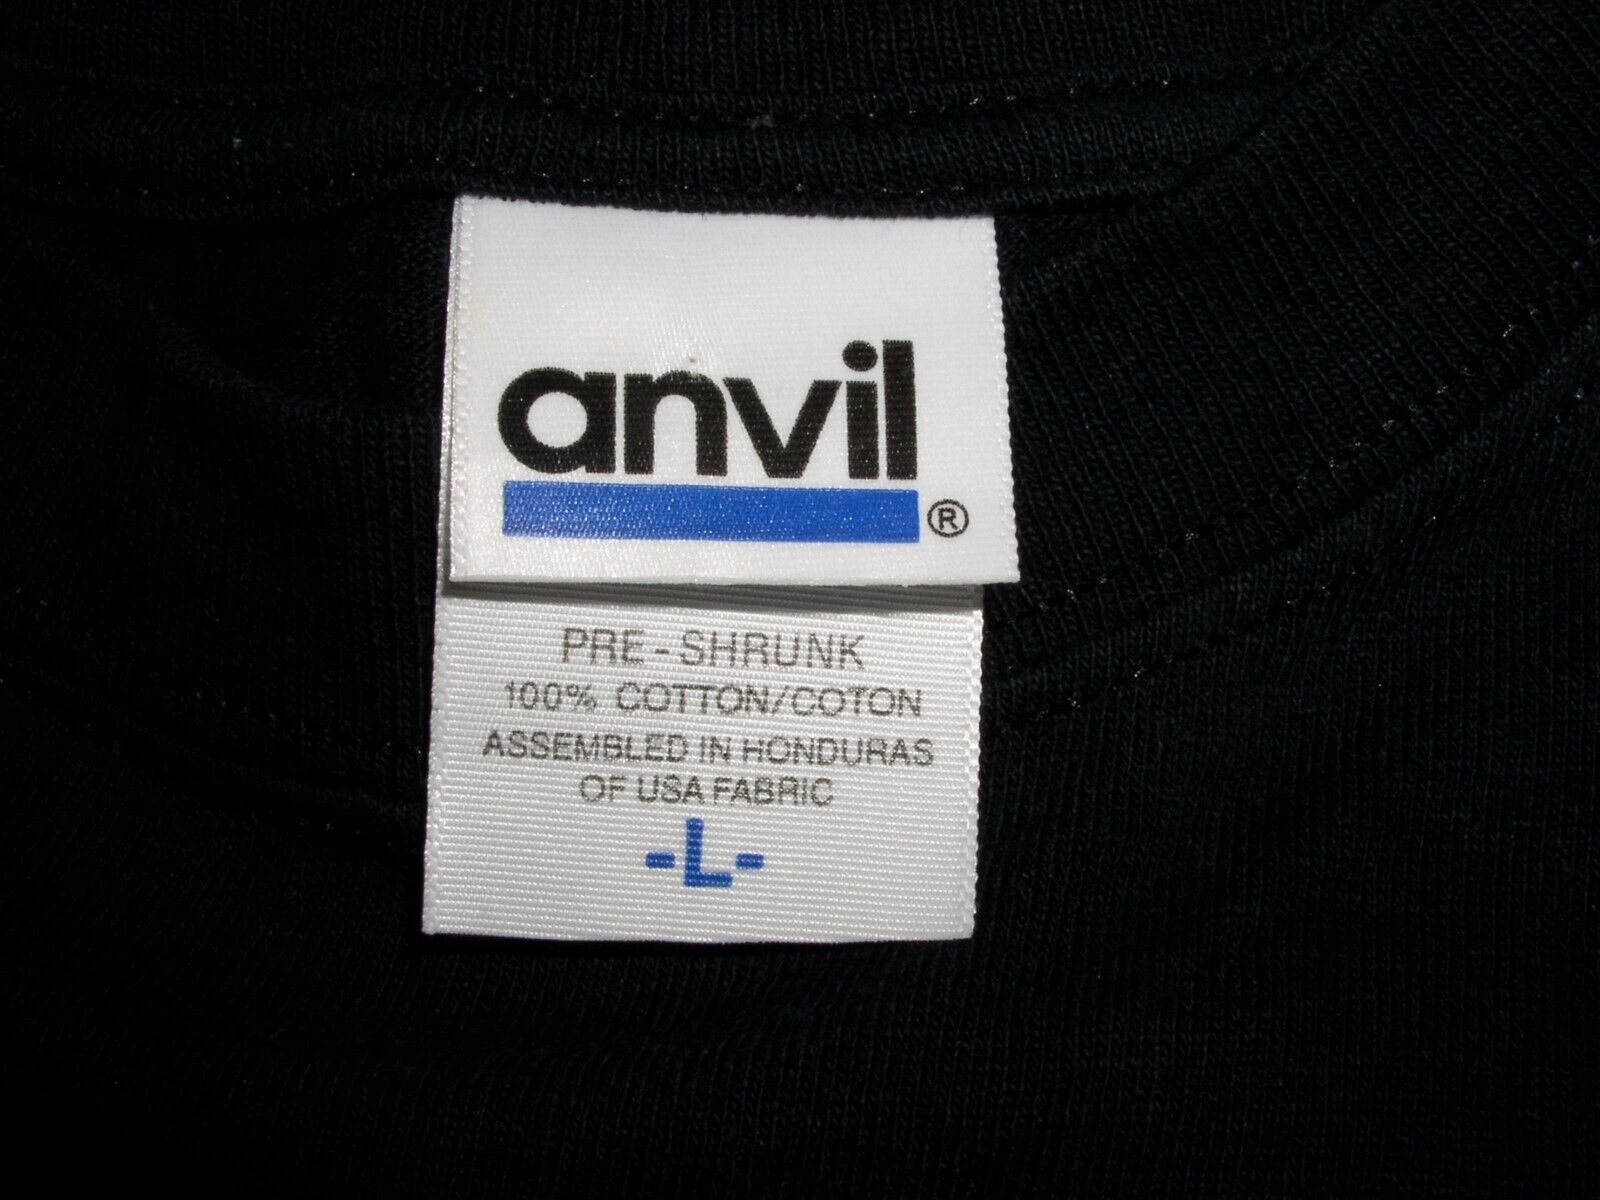 anvil
®
PRE-SHRUNK
100% COTTON/COTON
ASSEMBLED IN HONDURAS
OF USA FABRIC
-L-